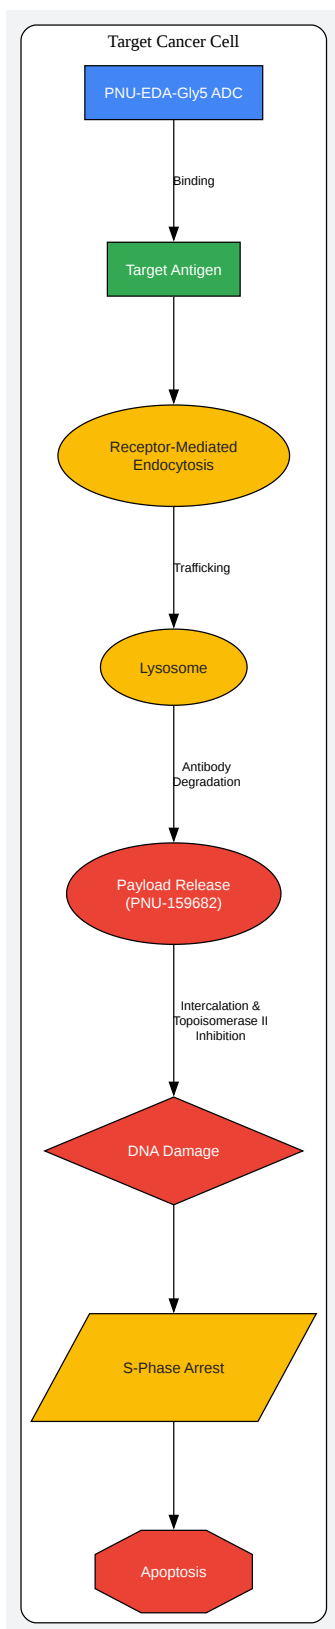 Target Cancer Cell
PNU-EDA-Gly5 ADC
Binding
Target Antigen
Receptor-Mediated
Endocytosis
Trafficking
Lysosome
Antibody
Degradation
Payload Release
(PNU-159682)
Intercalation &
Topoisomerase II
Inhibition
DNA Damage
S-Phase Arrest
Apoptosis